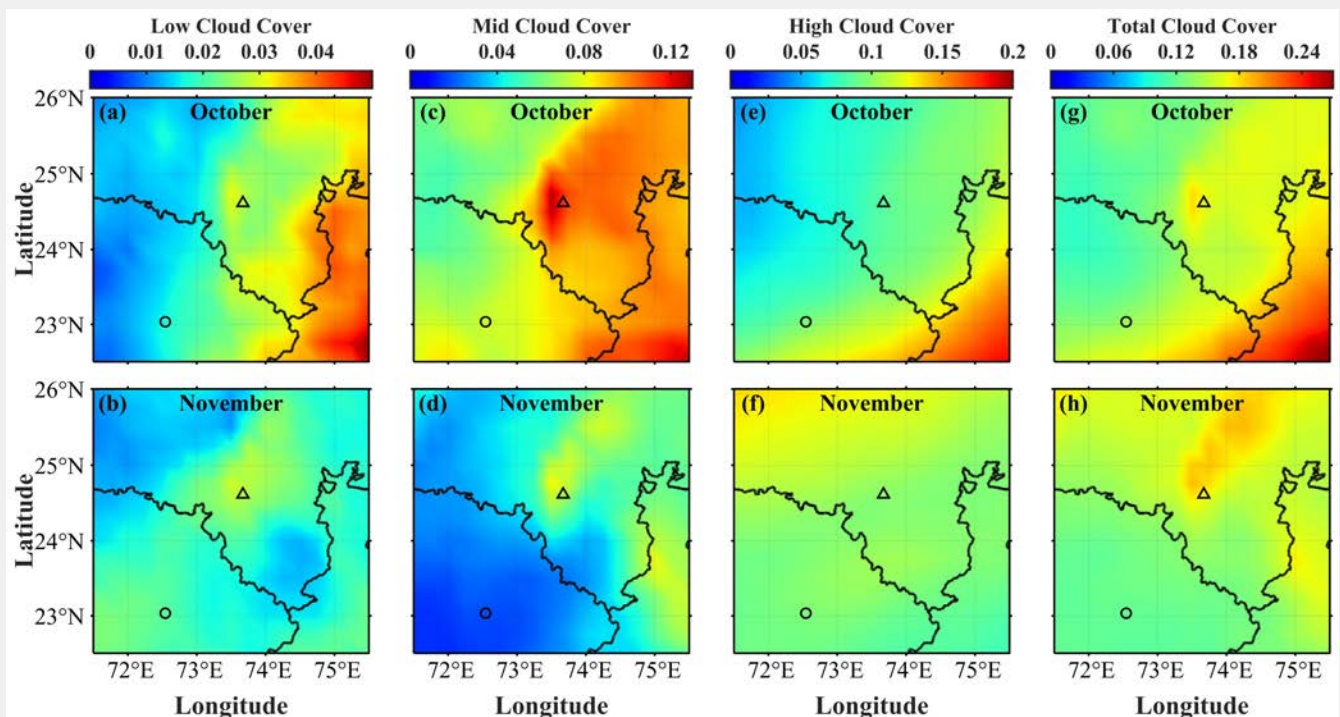 Low Cloud Cover Mid Cloud Cover High Cloud Cover Total Cloud Cover
0 0.01 0.02 0.03 0.04 0 0.04 0.08 0.12 0 0.05 0.1 0.15 0.2 0 0.06 0.12 0.18 0.24
26°N (a) October (c) October (e) October (g) October
25°N
24°N
23°N
Latitude
26°N (b) November (d) November (f) November (h) November
25°N
24°N
23°N
Latitude
72°E 73°E 74°E 75°E 72°E 73°E 74°E 75°E 72°E 73°E 74°E 75°E 72°E 73°E 74°E 75°E
Longitude Longitude Longitude Longitude